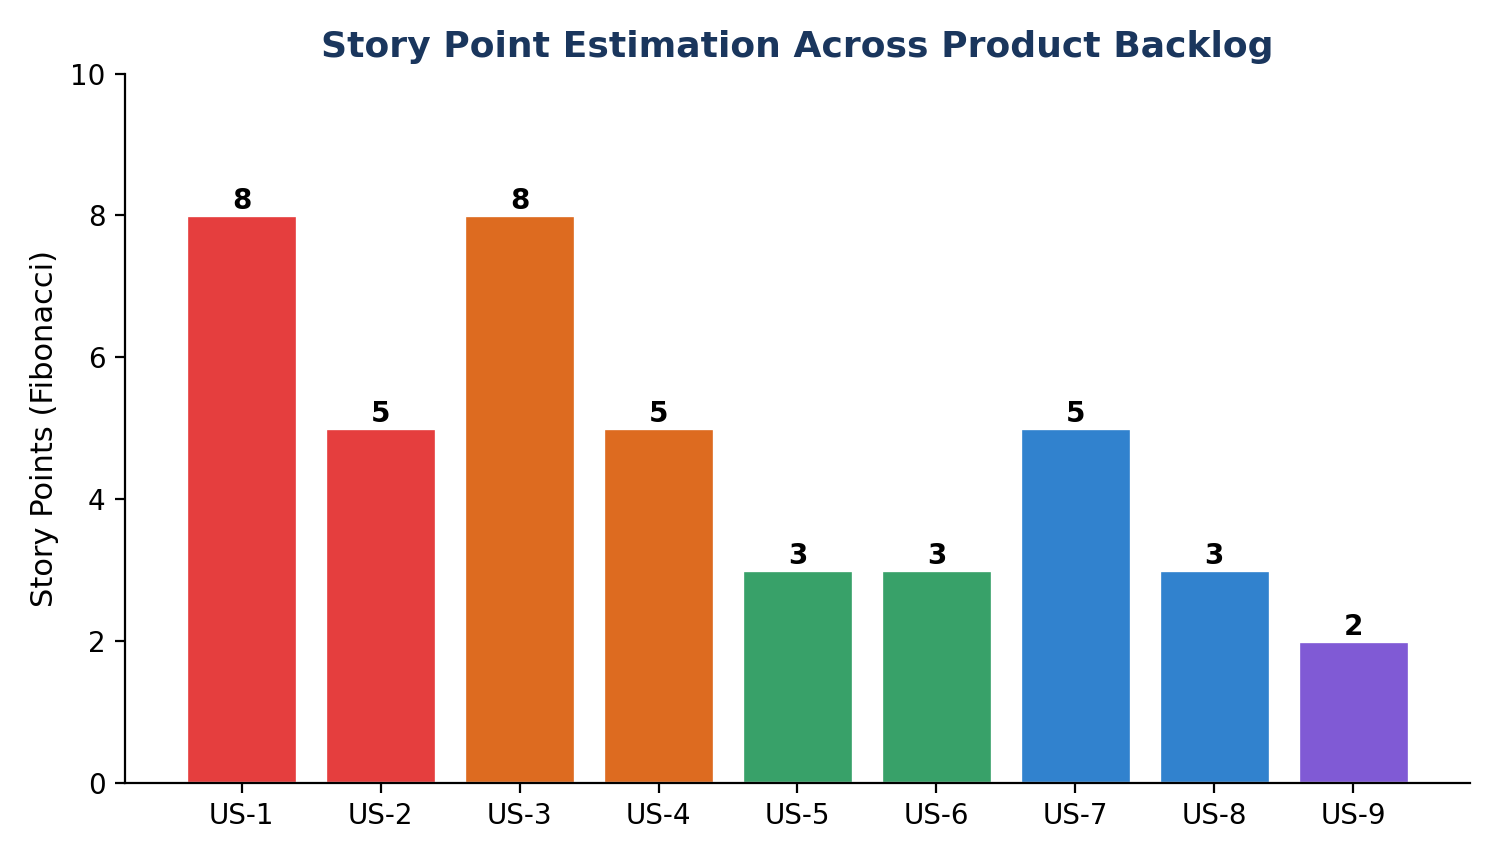 Story Point Estimation Across Product Backlog
Story Points (Fibonacci)
10
8
6
4
2
0
8
5
8
5
3
3
5
3
2
US-1
US-2
US-3
US-4
US-5
US-6
US-7
US-8
US-9